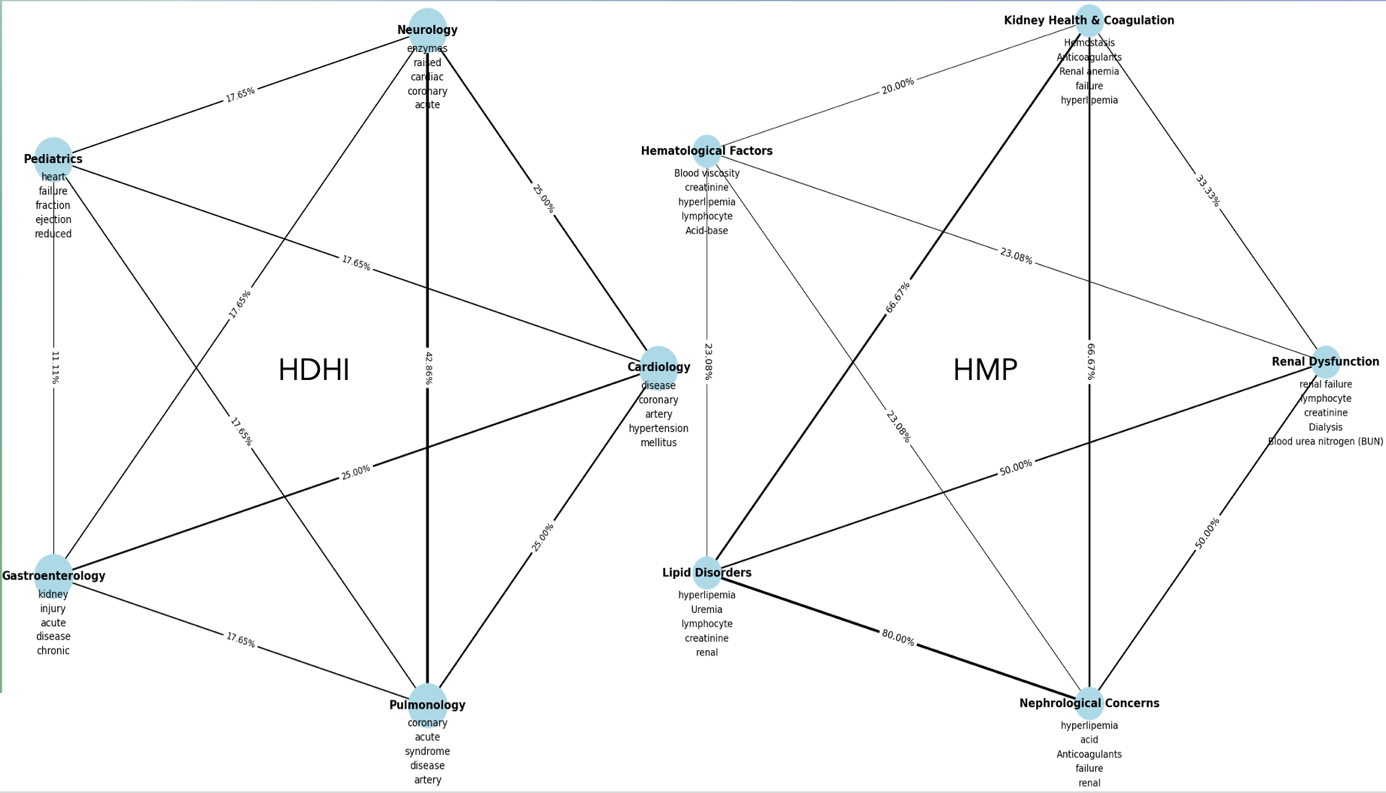 Neurology
enzymes
raised
cardiac
coronary
acute
17.65%
Pediatrics
heart
failure
fraction
ejection
reduced
25.00%
17.65%
17.65%
11.11%
HDHI
42.86%
Cardiology
disease
coronary
artery
hypertension
mellitus
17.65%
25.00%
25.00%
Gastroenterology
kidney
injury
acute
disease
chronic
17.65%
Pulmonology
coronary
acute
syndrome
disease
artery
Kidney Health & Coagulation
Hemostasis
Anticoagulants
Renal anemia
failure
hyperlipemia
20.00%
Hematological Factors
Blood viscosity
creatinine
hyperlipemia
lymphocyte
Acid-base
33.33%
23.08%
66.67%
23.08%
HMP
66.67%
Renal Dysfunction
renal failure
lymphocyte
creatinine
Dialysis
Blood urea nitrogen (BUN)
23.08%
50.00%
50.00%
Lipid Disorders
hyperlipemia
Uremia
lymphocyte
creatinine
renal
80.00%
Nephrological Concerns
hyperlipemia
acid
Anticoagulants
failure
renal